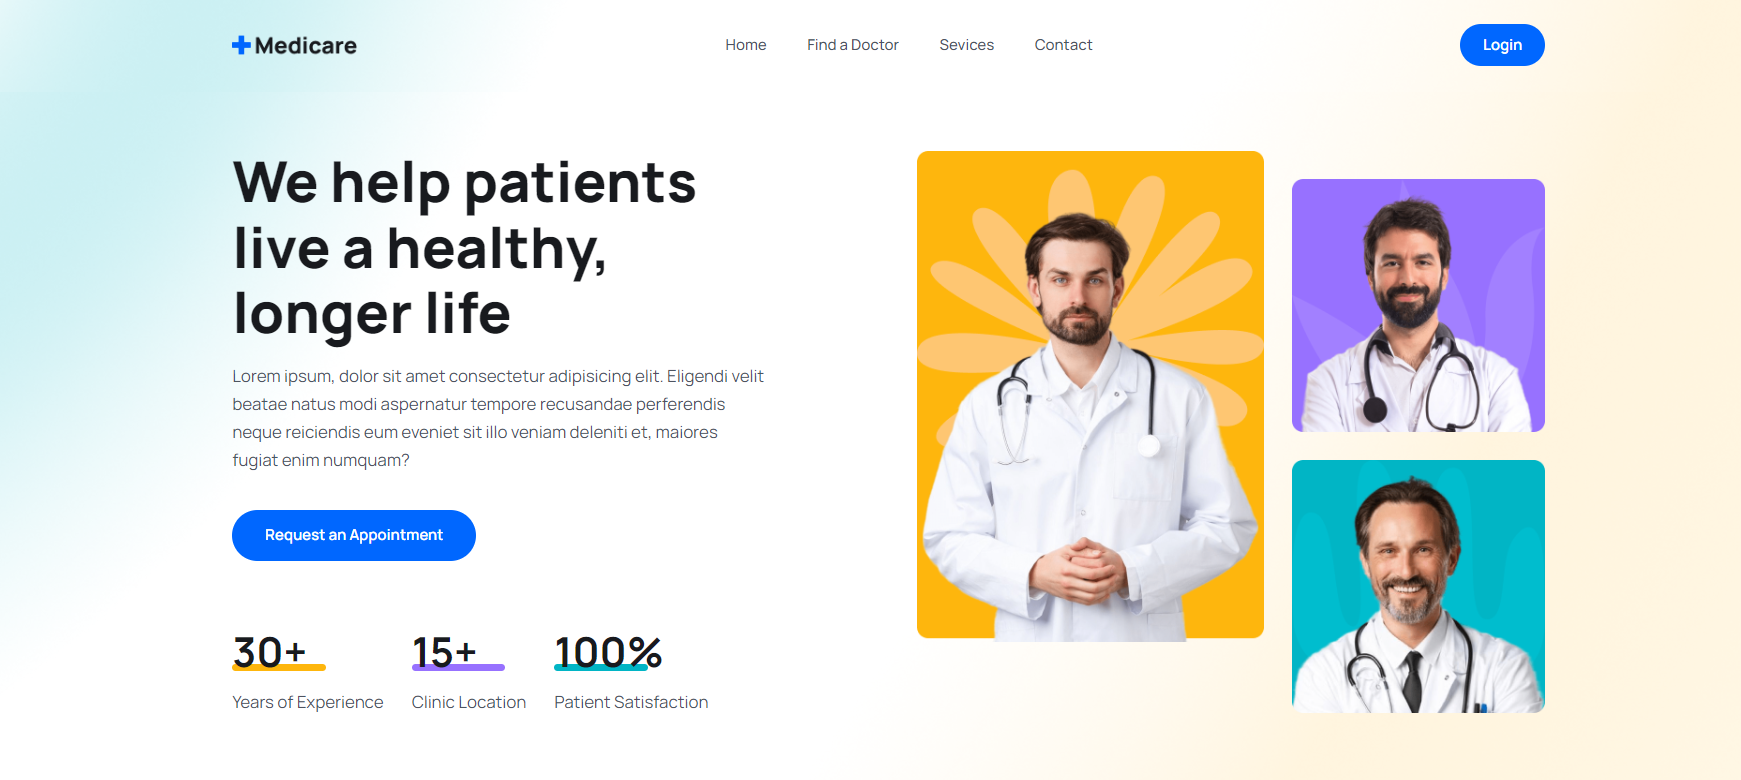 Medicare
Home
Find a Doctor
Sevices
Contact
Login
We help patients
live a healthy,
longer life
Lorem ipsum, dolor sit amet consectetur adipisicing elit. Eligendi velit
beatae natus modi aspernatur tempore recusandae perferendis
neque reiciendis eum eveniet sit illo veniam deleniti et, maiores
fugiat enim numquam?
Request an Appointment
30+
Years of Experience
15+
Clinic Location
100%
Patient Satisfaction